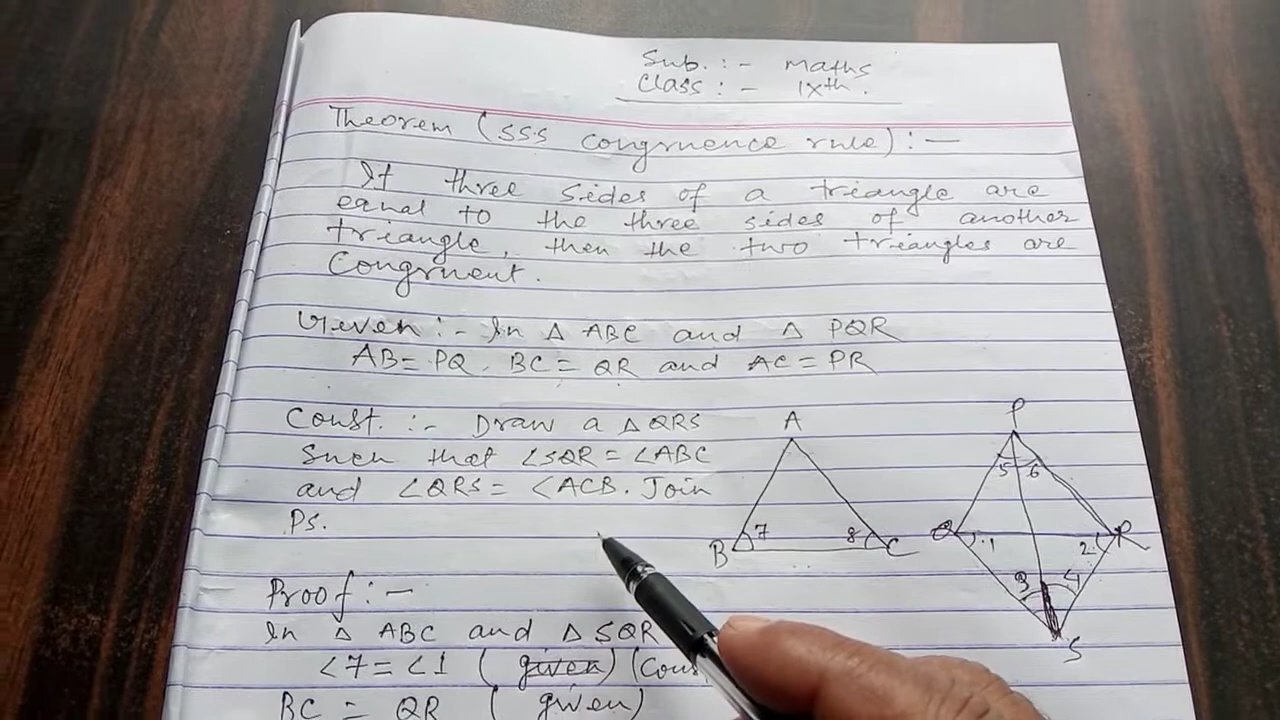 Sub. :- Maths
Class :- IXth.
Theorem (SSS Congruence rule) :-
If three sides of a triangle are
equal to the three sides of another
triangle, then the two triangles are
Congruent.
Given :- In Δ ABC and Δ PQR
AB = PQ, BC = QR and AC = PR
Const. :- Draw a Δ QRS
Such that ∠SQR = ∠ABC
and ∠QRS = ∠ACB. Join
PS.
A
B 7 8 C
P
5 6
Q 1 2 R
3 4
S
Proof :-
In Δ ABC and Δ SQR
∠7 = ∠1 (given) (Cons
BC = QR (given)